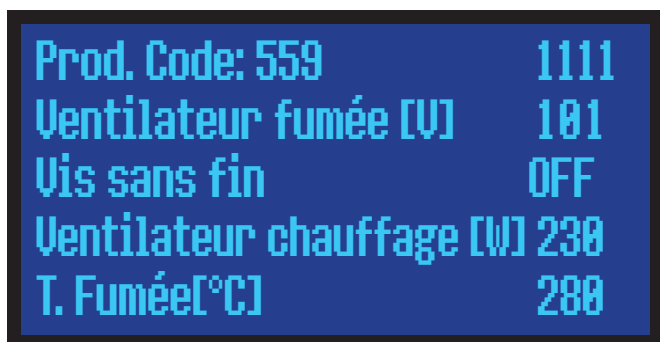 Prod. Code: 559 1111
Ventilateur fumée [V] 101
Vis sans fin OFF
Ventilateur chauffage [W] 230
T. Fumée[°C] 280